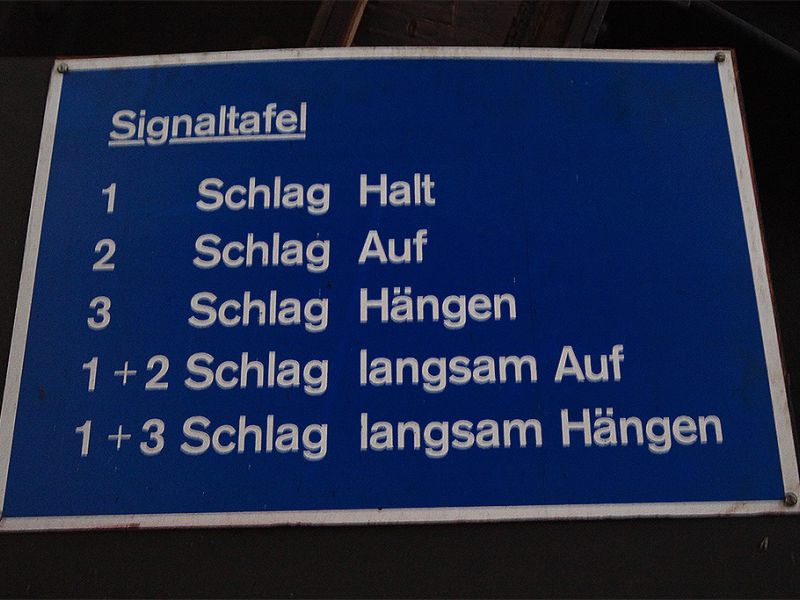 Signaltafel
1 Schlag Halt
2 Schlag Auf
3 Schlag Hängen
1+2 Schlag langsam Auf
1+3 Schlag langsam Hängen